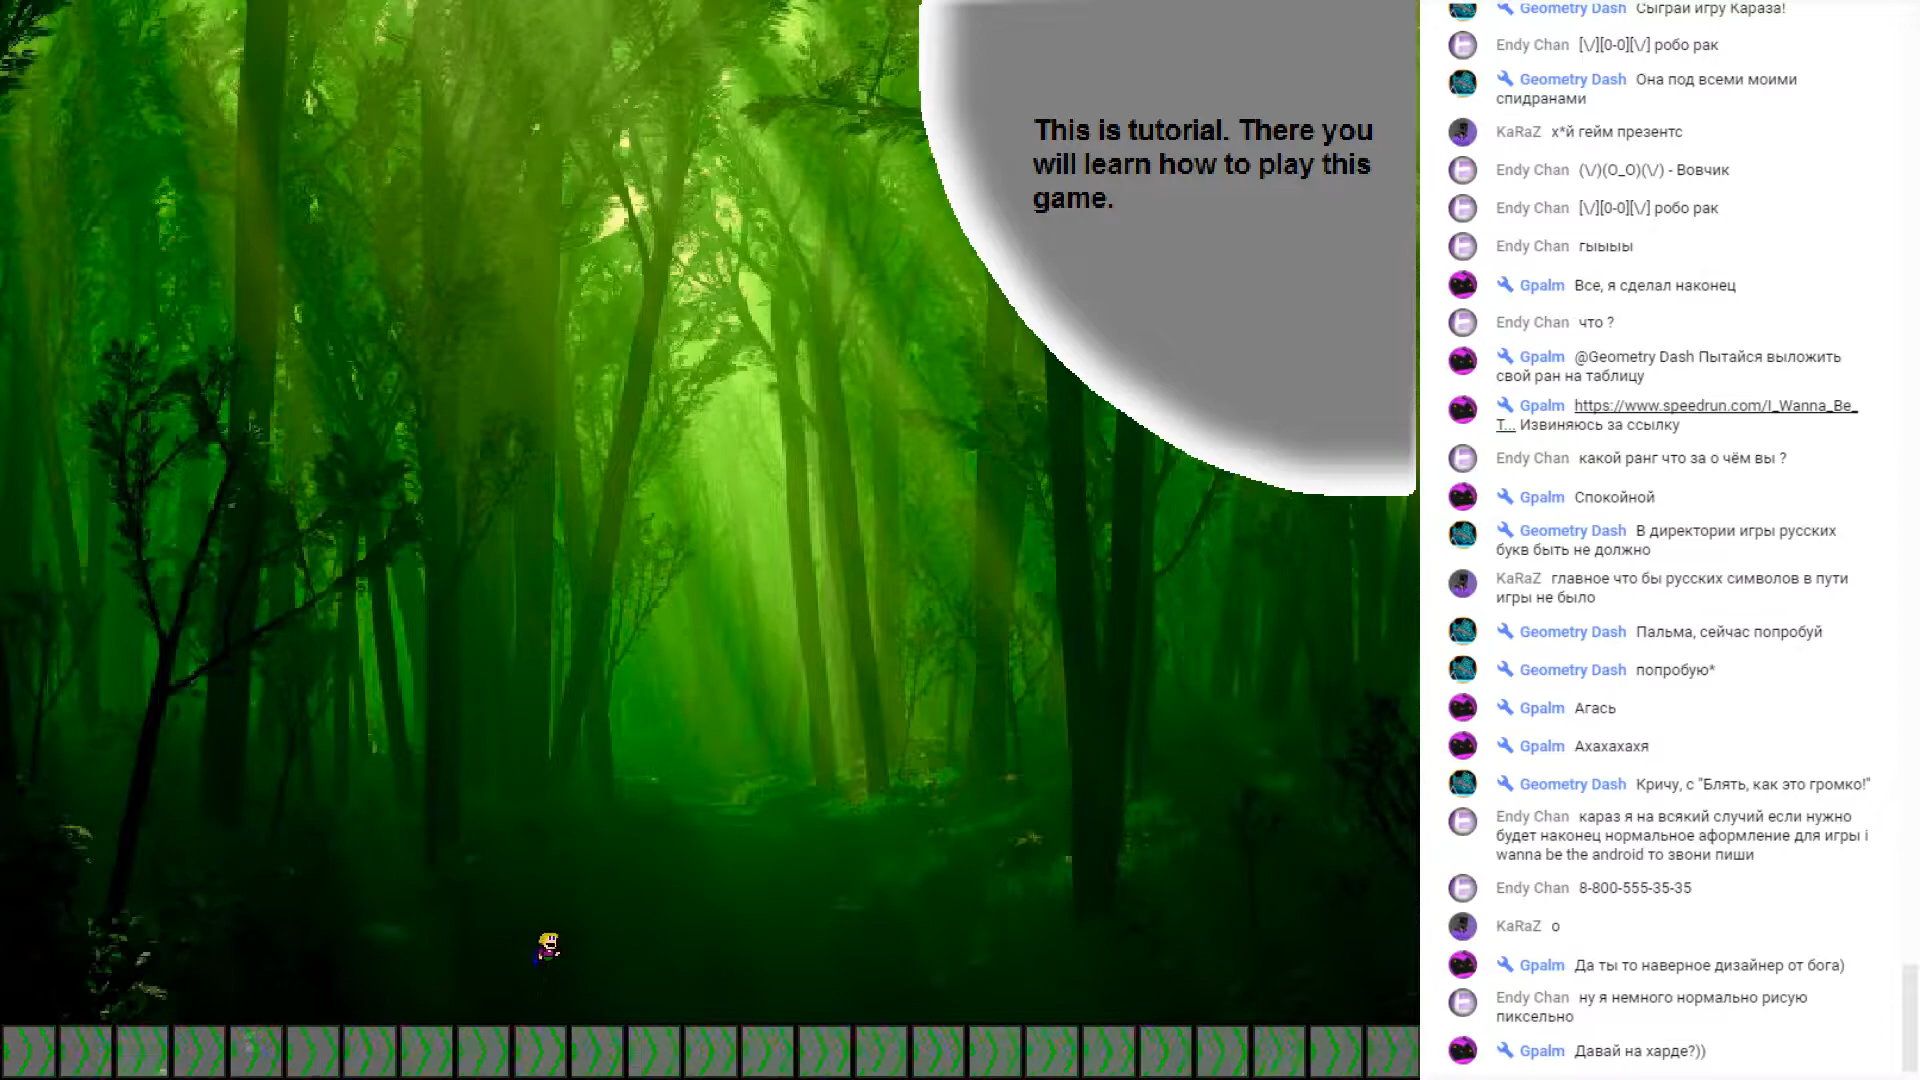 This is tutorial. There you
will learn how to play this
game.
Geometry Dash Сыграй игру Караза!
Endy Chan [\/][0-0][\/] робо рак
Geometry Dash Она под всеми моими
спидранами
KaRaZ х*й гейм презентс
Endy Chan (\/)(O_O)(\/) - Вовчик
Endy Chan [\/][0-0][\/] робо рак
Endy Chan гыыыы
Gpalm Все, я сделал наконец
Endy Chan что ?
Gpalm @Geometry Dash Пытайся выложить
свой ран на таблицу
Gpalm https://www.speedrun.com/I_Wanna_Be_
T... Извиняюсь за ссылку
Endy Chan какой ранг что за о чём вы ?
Gpalm Спокойной
Geometry Dash В директории игры русских
букв быть не должно
KaRaZ главное что бы русских символов в пути
игры не было
Geometry Dash Пальма, сейчас попробуй
Geometry Dash попробую*
Gpalm Агась
Gpalm Ахахахахя
Geometry Dash Кричу, с "Блять, как это громко!"
Endy Chan караз я на всякий случий если нужно
будет наконец нормальное аформление для игры i
wanna be the android то звони пиши
Endy Chan 8-800-555-35-35
KaRaZ о
Gpalm Да ты то наверное дизайнер от бога)
Endy Chan ну я немного нормально рисую
пиксельно
Gpalm Давай на харде?))